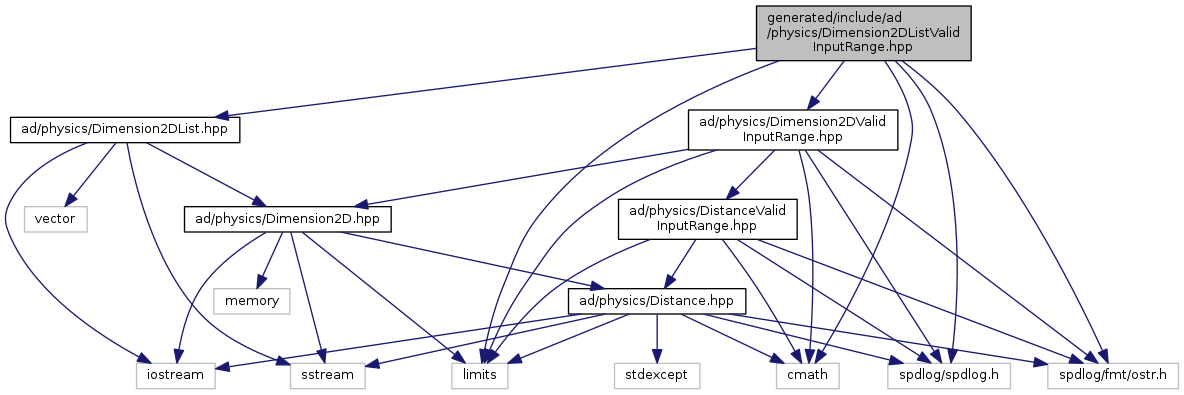 generated/include/ad
/physics/Dimension2DListValid
InputRange.hpp
ad/physics/Dimension2DList.hpp
ad/physics/Dimension2DValid
InputRange.hpp
vector
ad/physics/Dimension2D.hpp
ad/physics/DistanceValid
InputRange.hpp
memory
ad/physics/Distance.hpp
iostream
sstream
limits
stdexcept
cmath
spdlog/spdlog.h
spdlog/fmt/ostr.h